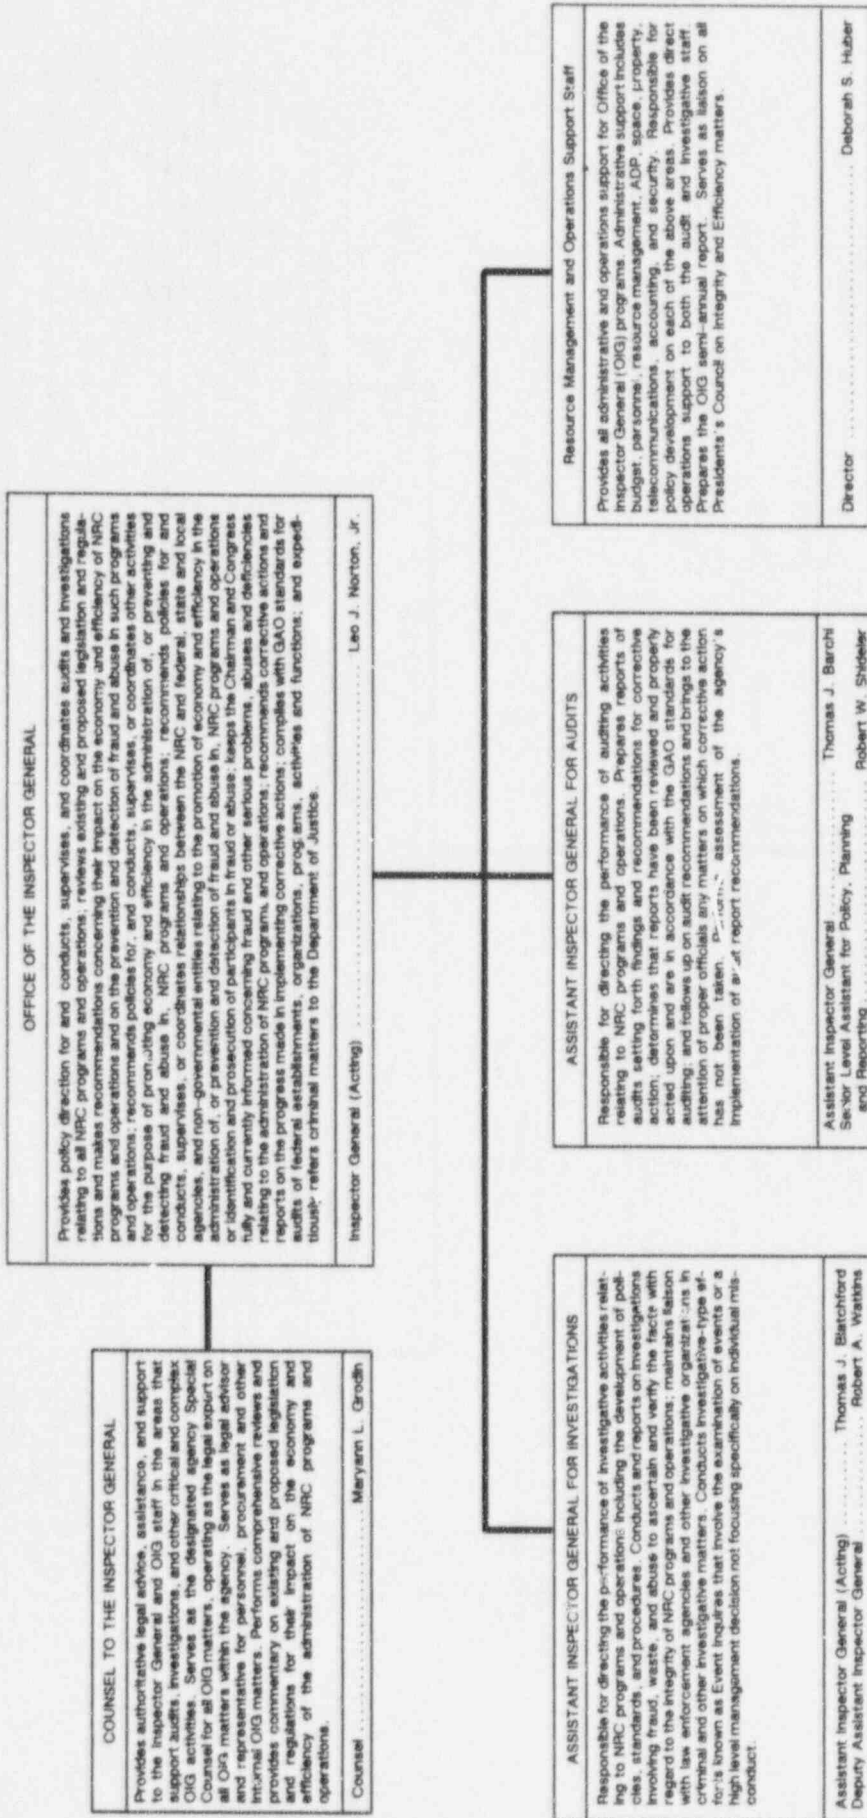 OFFICE OF THE INSPECTOR GENERAL
Provides policy direction for and conducts, supervises, and coordinates audits and investigations
relating to all NRC programs and operations; reviews existing and proposed legislation and regula-
tions and makes recommendations concerning their impact on the economy and efficiency of NRC
programs and operations and on the prevention and detection of fraud and abuse in such programs
and operations; recommends policies for, and conducts, supervises, or coordinates other activities
for the purpose of promoting economy and efficiency in the administration of, or preventing and
detecting fraud and abuse in, NRC programs and operations; recommends policies for and
conducts, supervises, or coordinates relationships between the NRC and federal, state and local
agencies, and non-governmental entities relating to the promotion of economy and efficiency in the
administration of, or prevention and detection of fraud and abuse in, NRC programs and operations
or identification and prosecution of participants in fraud or abuse; keeps the Chairman and Congress
fully and currently informed concerning fraud and other serious problems, abuses and deficiencies
relating to the administration of NRC programs, and operations, recommends corrective actions and
reports on the progress made in implementing corrective actions; complies with GAO standards for
audits of federal establishments, organizations, programs, activities and functions; and expedi-
tiously refers criminal matters to the Department of Justice.
Inspector General (Acting) .......... Leo J. Norton, Jr.
COUNSEL TO THE INSPECTOR GENERAL
Provides authoritative legal advice, assistance, and support
to the Inspector General and OIG staff in the areas that
support audits, investigations, and other critical and complex
OIG activities. Serves as the designated agency Special
Counsel for all OIG matters, operating as the legal expert on
all OIG matters within the agency. Serves as legal advisor
and representative for personnel, procurement and other
internal OIG matters. Performs comprehensive reviews and
provides commentary on existing and proposed legislation
and regulations for their impact on the economy and
efficiency of the administration of NRC programs and
operations.
Counsel .......... Maryann L. Grodin
ASSISTANT INSPECTOR GENERAL FOR INVESTIGATIONS
Responsible for directing the performance of investigative activities relat-
ing to NRC programs and operations including the development of poli-
cies, standards, and procedures. Conducts and reports on investigations
involving fraud, waste, and abuse to ascertain and verify the facts with
regard to the integrity of NRC programs and operations; maintains liaison
with law enforcement agencies and other investigative organizations in
criminal and other investigative matters. Conducts investigative-type ef-
forts known as Event Inquires that involve the examination of events or a
high level management decision not focusing specifically on individual mis-
conduct.
Assistant Inspector General (Acting) .......... Thomas J. Blatchford
Deputy Assistant Inspector General .......... Robert A. Watkins
ASSISTANT INSPECTOR GENERAL FOR AUDITS
Responsible for directing the performance of auditing activities
relating to NRC programs and operations. Prepares reports of
audits setting forth findings and recommendations for corrective
action, determines that reports have been reviewed and properly
acted upon and are in accordance with the GAO standards for
auditing; and follows up on audit recommendations and brings to the
attention of proper officials any matters on which corrective action
has not been taken. assessment of the agency's
implementation of report recommendations.
Assistant Inspector General .......... Thomas J. Barchi
Senior Level Assistant for Policy, Planning
and Reporting .......... Robert W. Shideler
Resource Management and Operations Support Staff
Provides all administrative and operations support for Office of the
Inspector General (OIG) programs. Administrative support includes
budget, personnel, resource management, ADP, space, property,
telecommunications, accounting, and security. Responsible for
policy development on each of the above areas. Provides direct
operations support to both the audit and investigative staff.
Prepares the OIG semi-annual report. Serves as liaison on all
Presidents's Council on Integrity and Efficiency matters.
Director .......... Deborah S. Huber